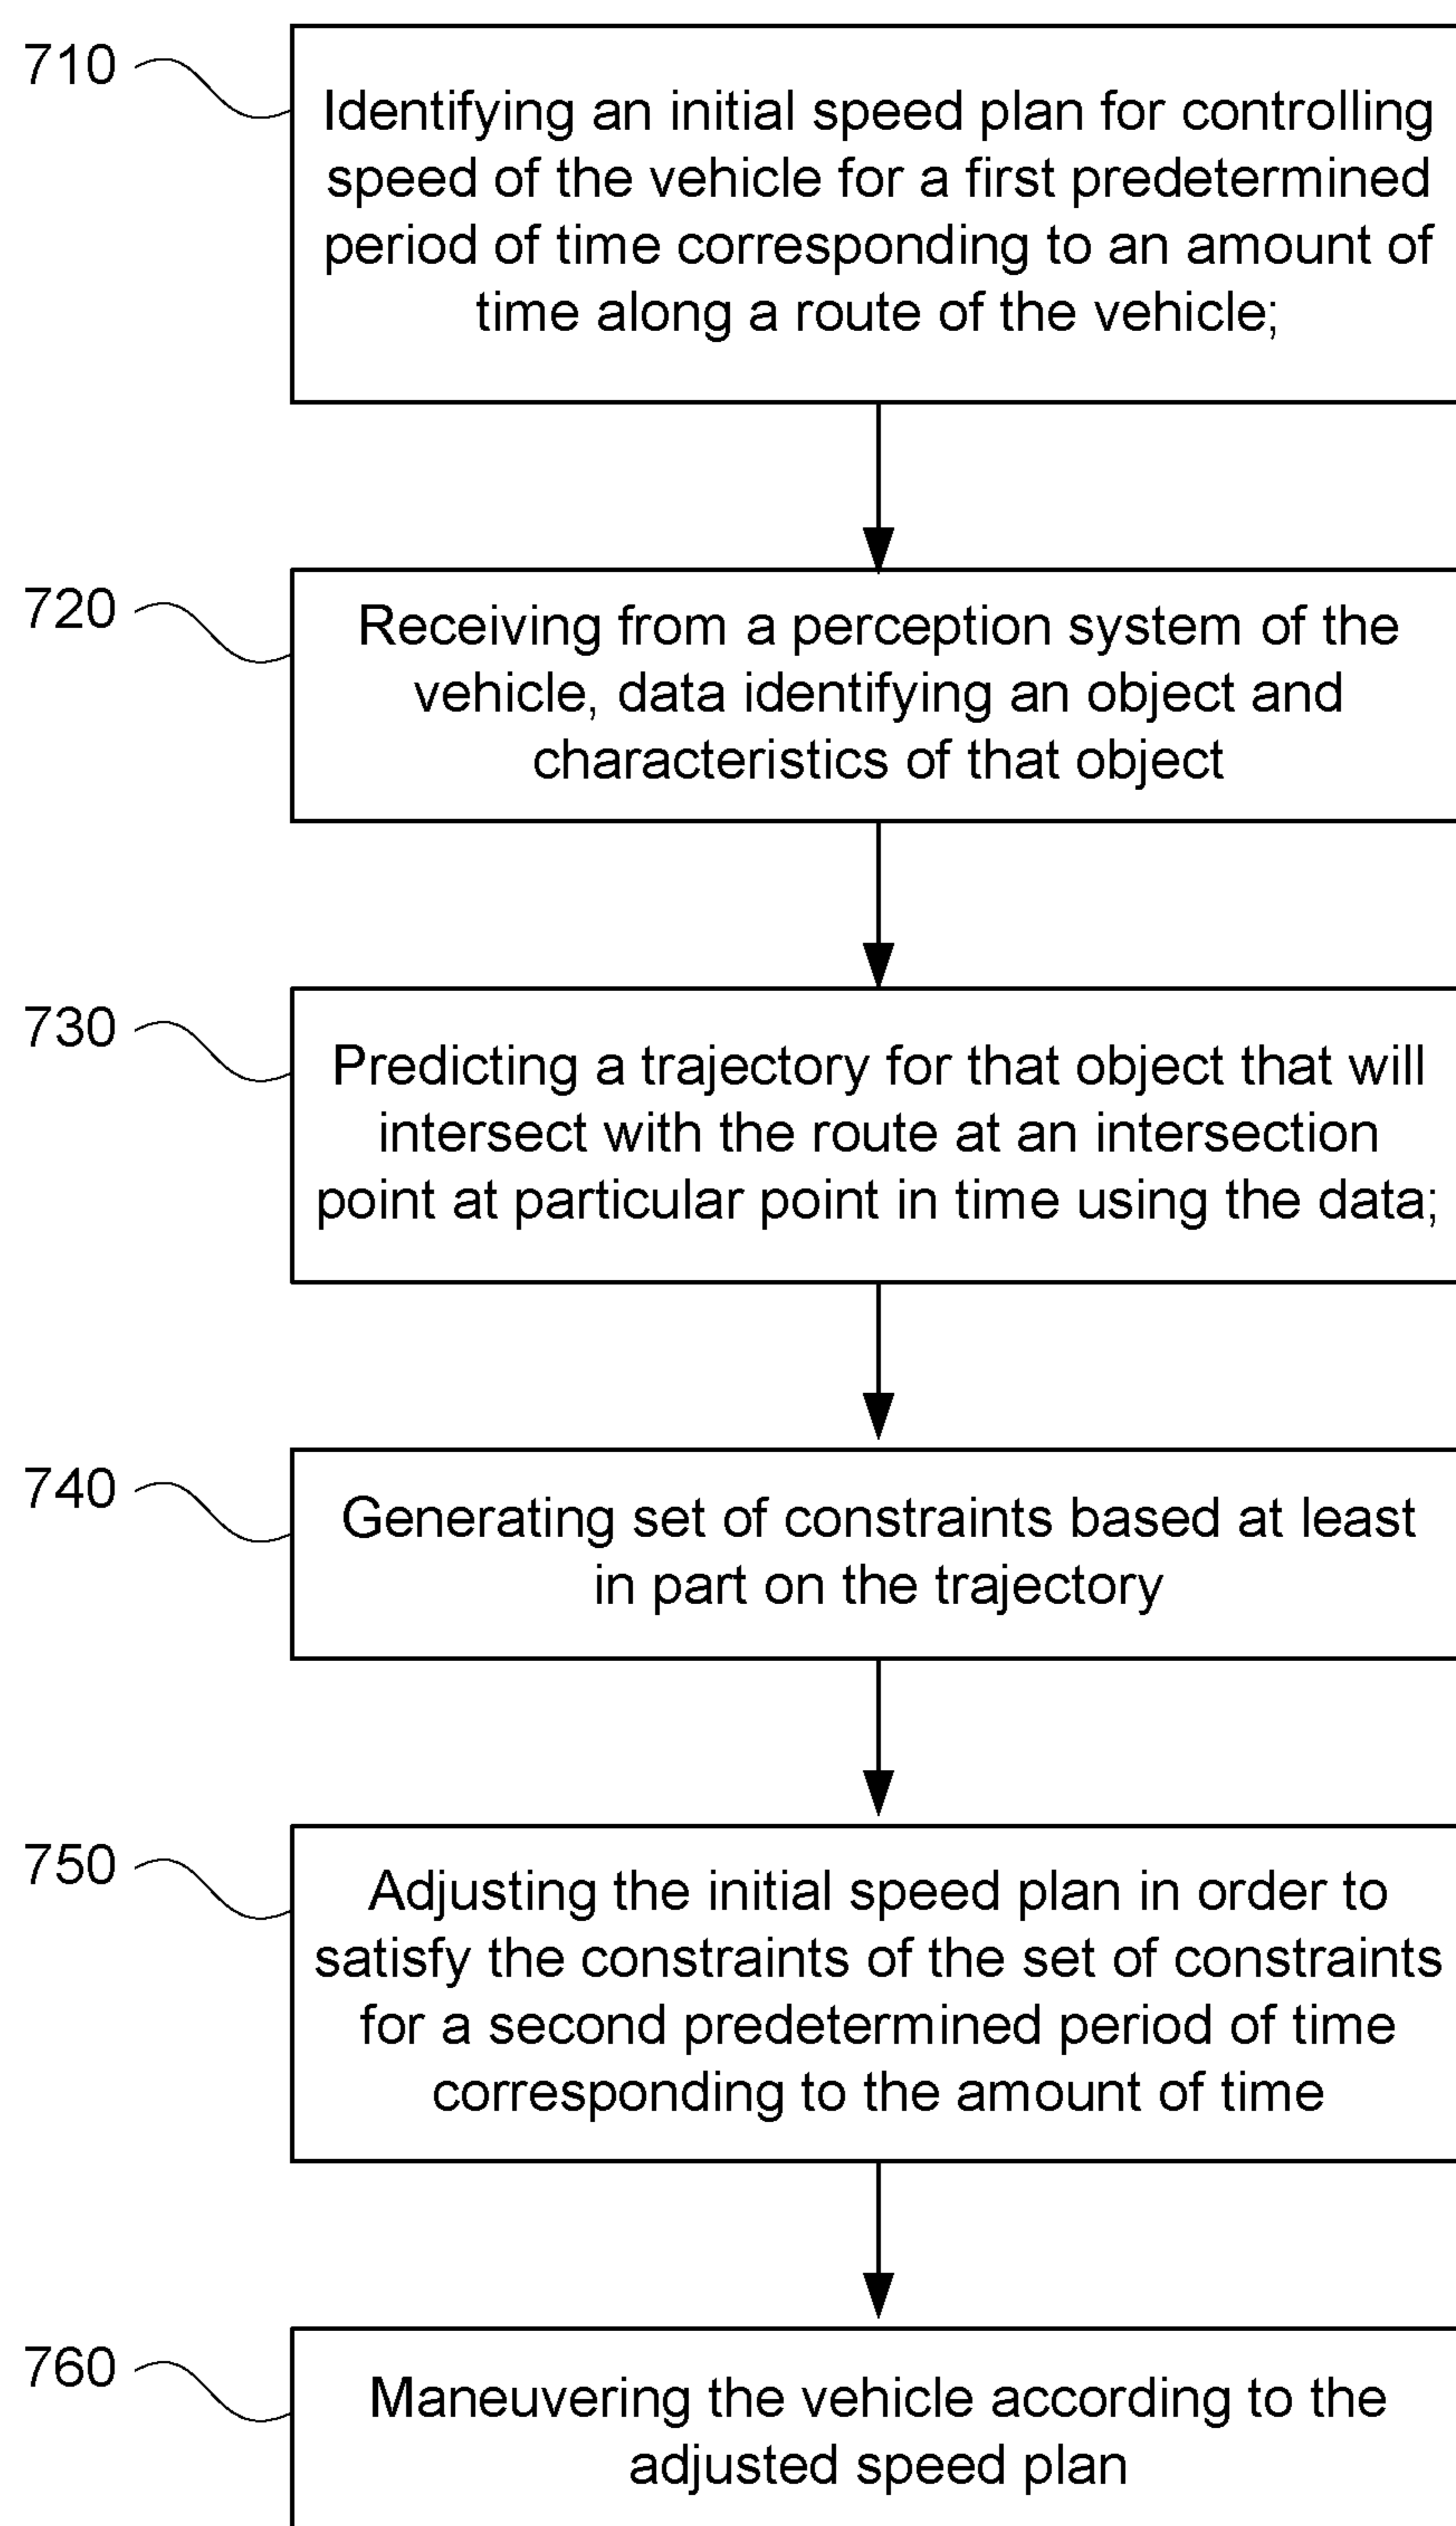 710
Identifying an initial speed plan for controlling
speed of the vehicle for a first predetermined
period of time corresponding to an amount of
time along a route of the vehicle;
720
Receiving from a perception system of the
vehicle, data identifying an object and
characteristics of that object
730
Predicting a trajectory for that object that will
intersect with the route at an intersection
point at particular point in time using the data;
740
Generating set of constraints based at least
in part on the trajectory
750
Adjusting the initial speed plan in order to
satisfy the constraints of the set of constraints
for a second predetermined period of time
corresponding to the amount of time
760
Maneuvering the vehicle according to the
adjusted speed plan